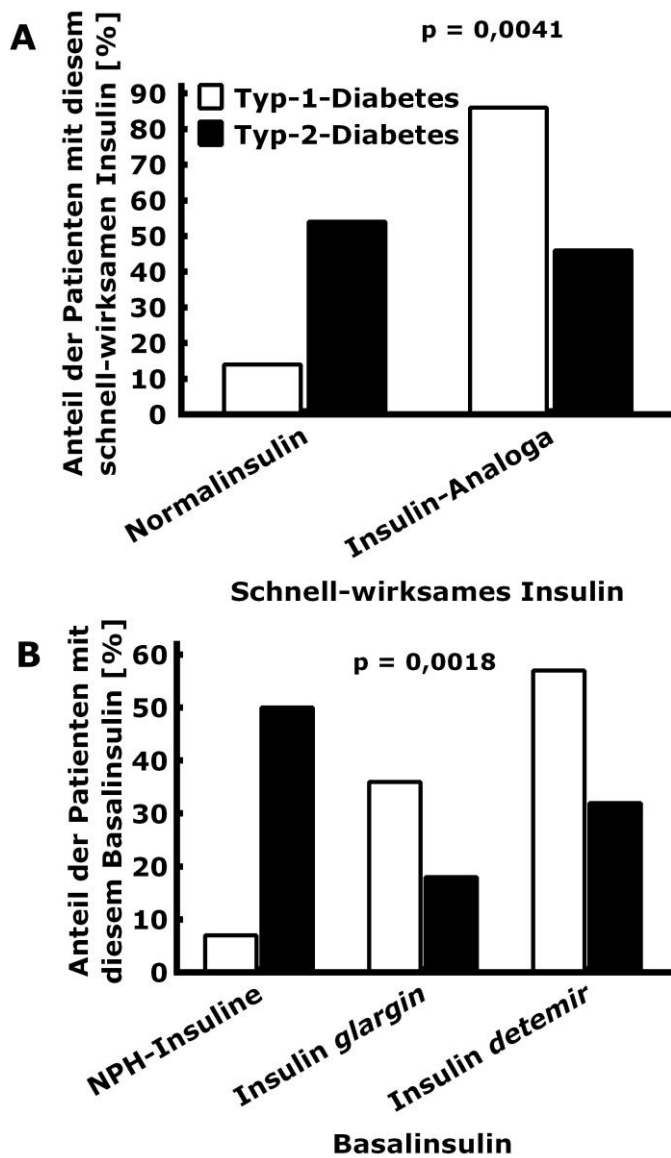 A
p = 0,0041
Anteil der Patienten mit diesem
schnell-wirksamen Insulin [%]
90
80
70
60
50
40
30
20
10
0
Typ-1-Diabetes
Typ-2-Diabetes
Normalinsulin
Insulin-Analoga
Schnell-wirksames Insulin
B
p = 0,0018
Anteil der Patienten mit
diesem Basalinsulin [%]
60
50
40
30
20
10
0
NPH-Insuline
Insulin glargin
Insulin detemir
Basalinsulin